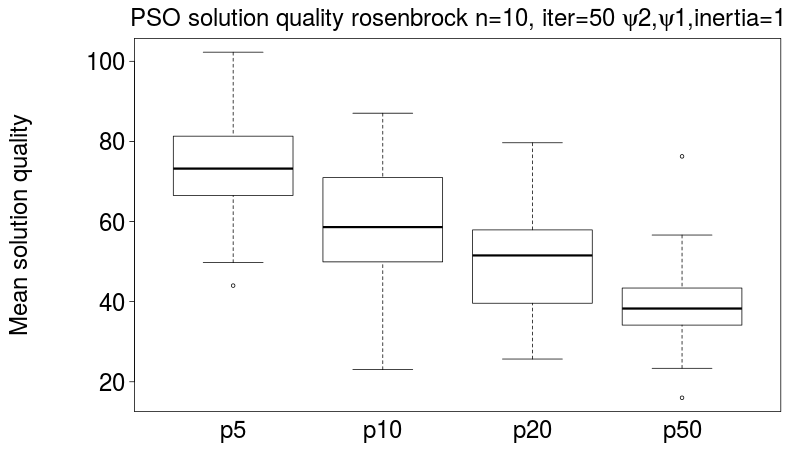 PSO solution quality rosenbrock n=10, iter=50 ψ2,ψ1,inertia=1
Mean solution quality
100
80
60
40
20
p5 p10 p20 p50